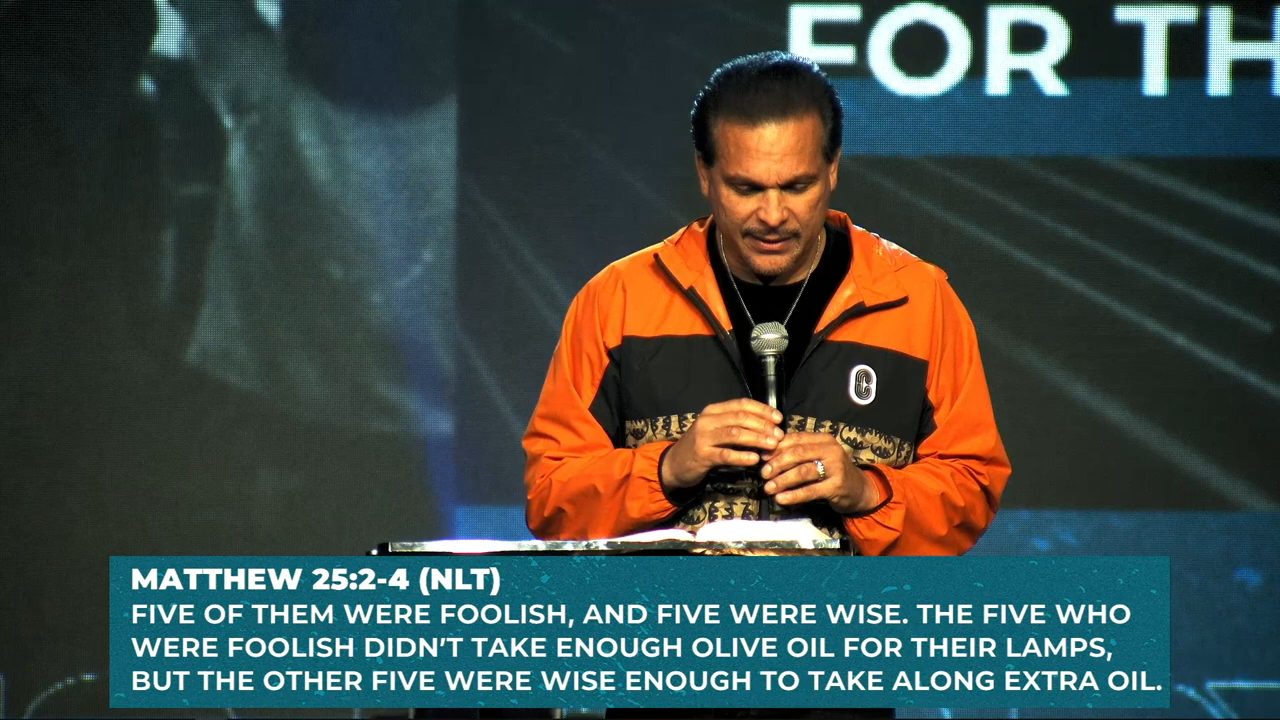 FOR TH
MATTHEW 25:2-4 (NLT)
FIVE OF THEM WERE FOOLISH, AND FIVE WERE WISE. THE FIVE WHO
WERE FOOLISH DIDN'T TAKE ENOUGH OLIVE OIL FOR THEIR LAMPS,
BUT THE OTHER FIVE WERE WISE ENOUGH TO TAKE ALONG EXTRA OIL.